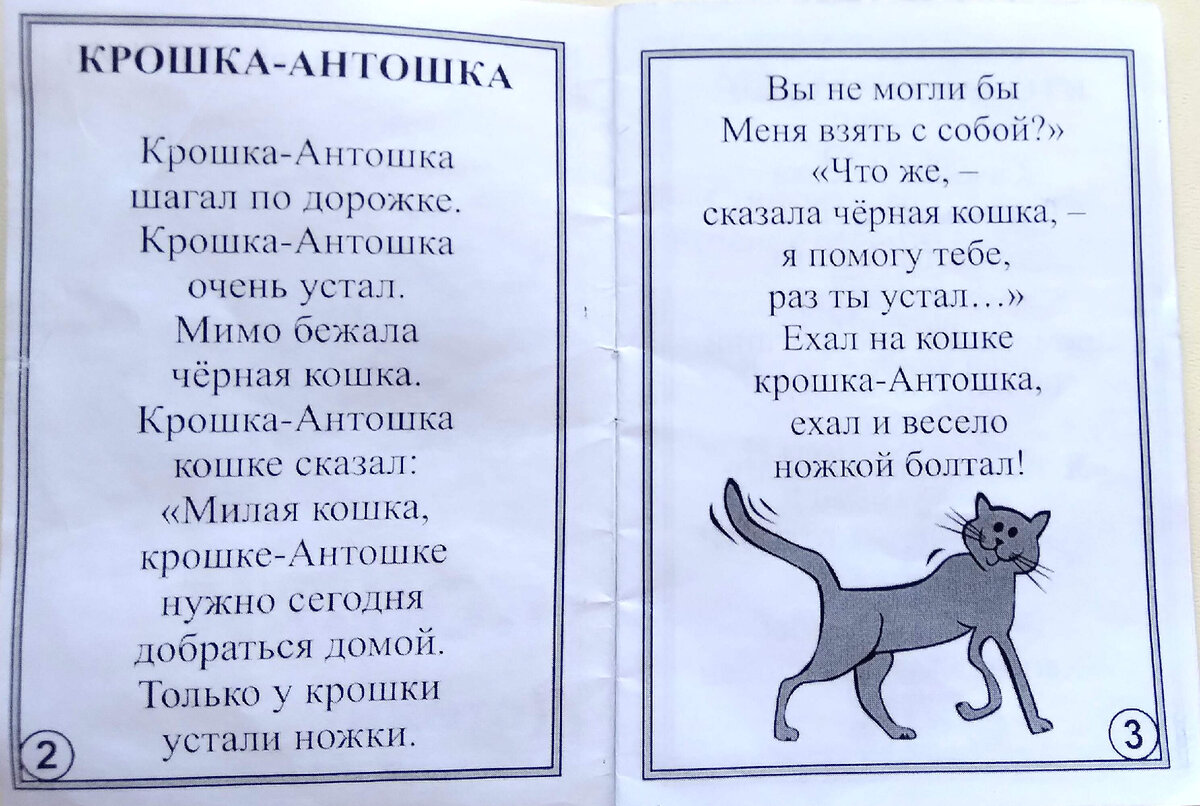 КРОШКА-АНТОШКА
Крошка-Антошка
шагал по дорожке.
Крошка-Антошка
очень устал.
Мимо бежала
чёрная кошка.
Крошка-Антошка
кошке сказал:
«Милая кошка,
крошке-Антошке
нужно сегодня
добраться домой.
Только у крошки
устали ножки.
2
Вы не могли бы
Меня взять с собой?»
«Что же, –
сказала чёрная кошка, –
я помогу тебе,
раз ты устал…»
Ехал на кошке
крошка-Антошка,
ехал и весело
ножкой болтал!
3